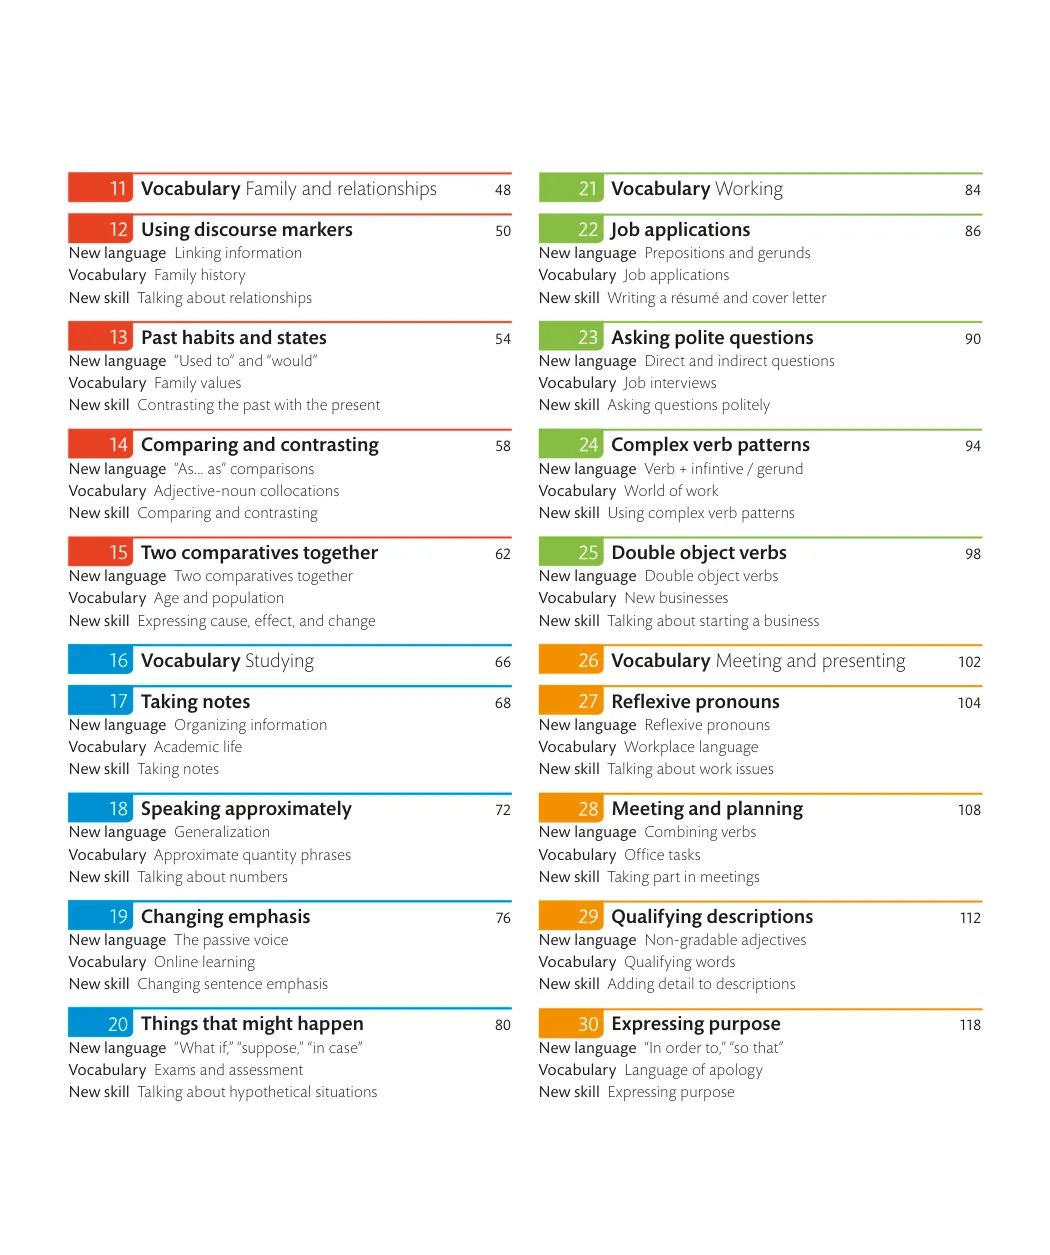 11 Vocabulary Family and relationships 48
12 Using discourse markers 50
New language Linking information
Vocabulary Family history
New skill Talking about relationships
13 Past habits and states 54
New language “Used to” and “would”
Vocabulary Family values
New skill Contrasting the past with the present
14 Comparing and contrasting 58
New language “As... as” comparisons
Vocabulary Adjective-noun collocations
New skill Comparing and contrasting
15 Two comparatives together 62
New language Two comparatives together
Vocabulary Age and population
New skill Expressing cause, effect, and change
16 Vocabulary Studying 66
17 Taking notes 68
New language Organizing information
Vocabulary Academic life
New skill Taking notes
18 Speaking approximately 72
New language Generalization
Vocabulary Approximate quantity phrases
New skill Talking about numbers
19 Changing emphasis 76
New language The passive voice
Vocabulary Online learning
New skill Changing sentence emphasis
20 Things that might happen 80
New language “What if,” “suppose,” “in case”
Vocabulary Exams and assessment
New skill Talking about hypothetical situations
21 Vocabulary Working 84
22 Job applications 86
New language Prepositions and gerunds
Vocabulary Job applications
New skill Writing a résumé and cover letter
23 Asking polite questions 90
New language Direct and indirect questions
Vocabulary Job interviews
New skill Asking questions politely
24 Complex verb patterns 94
New language Verb + infintive / gerund
Vocabulary World of work
New skill Using complex verb patterns
25 Double object verbs 98
New language Double object verbs
Vocabulary New businesses
New skill Talking about starting a business
26 Vocabulary Meeting and presenting 102
27 Reflexive pronouns 104
New language Reflexive pronouns
Vocabulary Workplace language
New skill Talking about work issues
28 Meeting and planning 108
New language Combining verbs
Vocabulary Office tasks
New skill Taking part in meetings
29 Qualifying descriptions 112
New language Non-gradable adjectives
Vocabulary Qualifying words
New skill Adding detail to descriptions
30 Expressing purpose 118
New language “In order to,” “so that”
Vocabulary Language of apology
New skill Expressing purpose